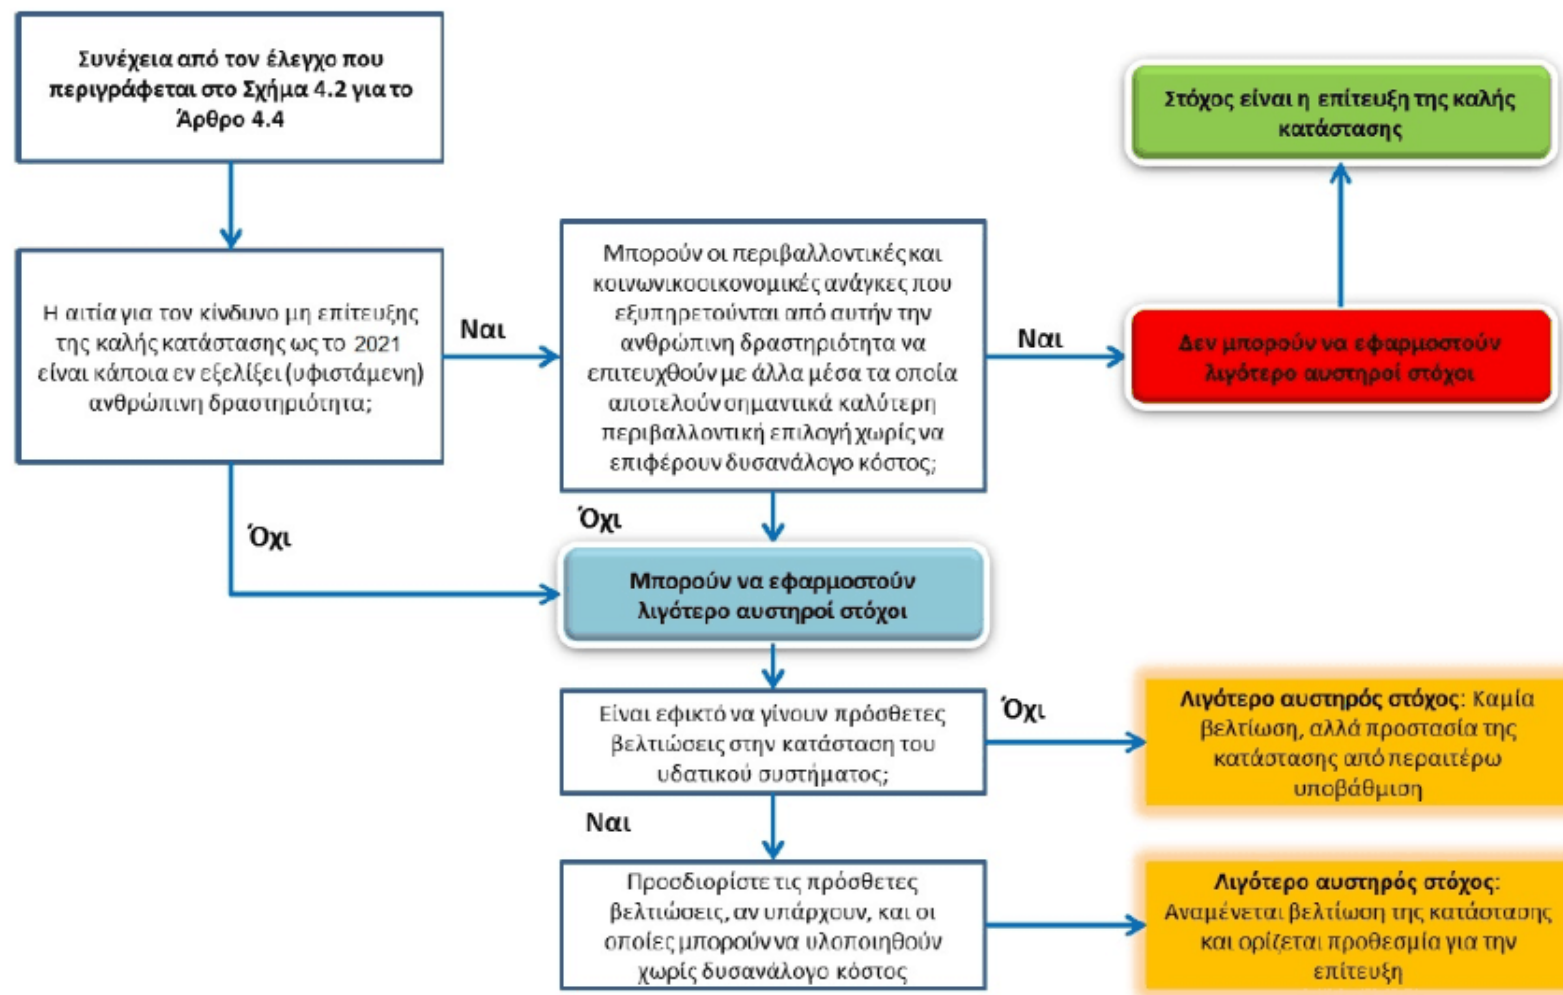 Συνέχεια από τον έλεγχο που
περιγράφεται στο Σχήμα 4.2 για το
Άρθρο 4.4
Στόχος είναι η επίτευξη της καλής
κατάστασης
Η αιτία για τον κίνδυνο μη επίτευξης
της καλής κατάστασης ως το 2021
είναι κάποια εν εξελίξει (υφιστάμενη)
ανθρώπινη δραστηριότητα;
Ναι
Μπορούν οι περιβαλλοντικές και
κοινωνικοοικονομικές ανάγκες που
εξυπηρετούνται από αυτήν την
ανθρώπινη δραστηριότητα να
επιτευχθούν με άλλα μέσα τα οποία
αποτελούν σημαντικά καλύτερη
περιβαλλοντική επιλογή χωρίς να
επιφέρουν δυσανάλογο κόστος;
Ναι
Δεν μπορούν να εφαρμοστούν
λιγότερο αυστηροί στόχοι
Όχι
Όχι
Μπορούν να εφαρμοστούν
λιγότερο αυστηροί στόχοι
Είναι εφικτό να γίνουν πρόσθετες
βελτιώσεις στην κατάσταση του
υδατικού συστήματος;
Όχι
Λιγότερο αυστηρός στόχος: Καμία
βελτίωση, αλλά προστασία της
κατάστασης από περαιτέρω
υποβάθμιση
Ναι
Προσδιορίστε τις πρόσθετες
βελτιώσεις, αν υπάρχουν, και οι
οποίες μπορούν να υλοποιηθούν
χωρίς δυσανάλογο κόστος
Λιγότερο αυστηρός στόχος:
Αναμένεται βελτίωση της κατάστασης
και ορίζεται προθεσμία για την
επίτευξη